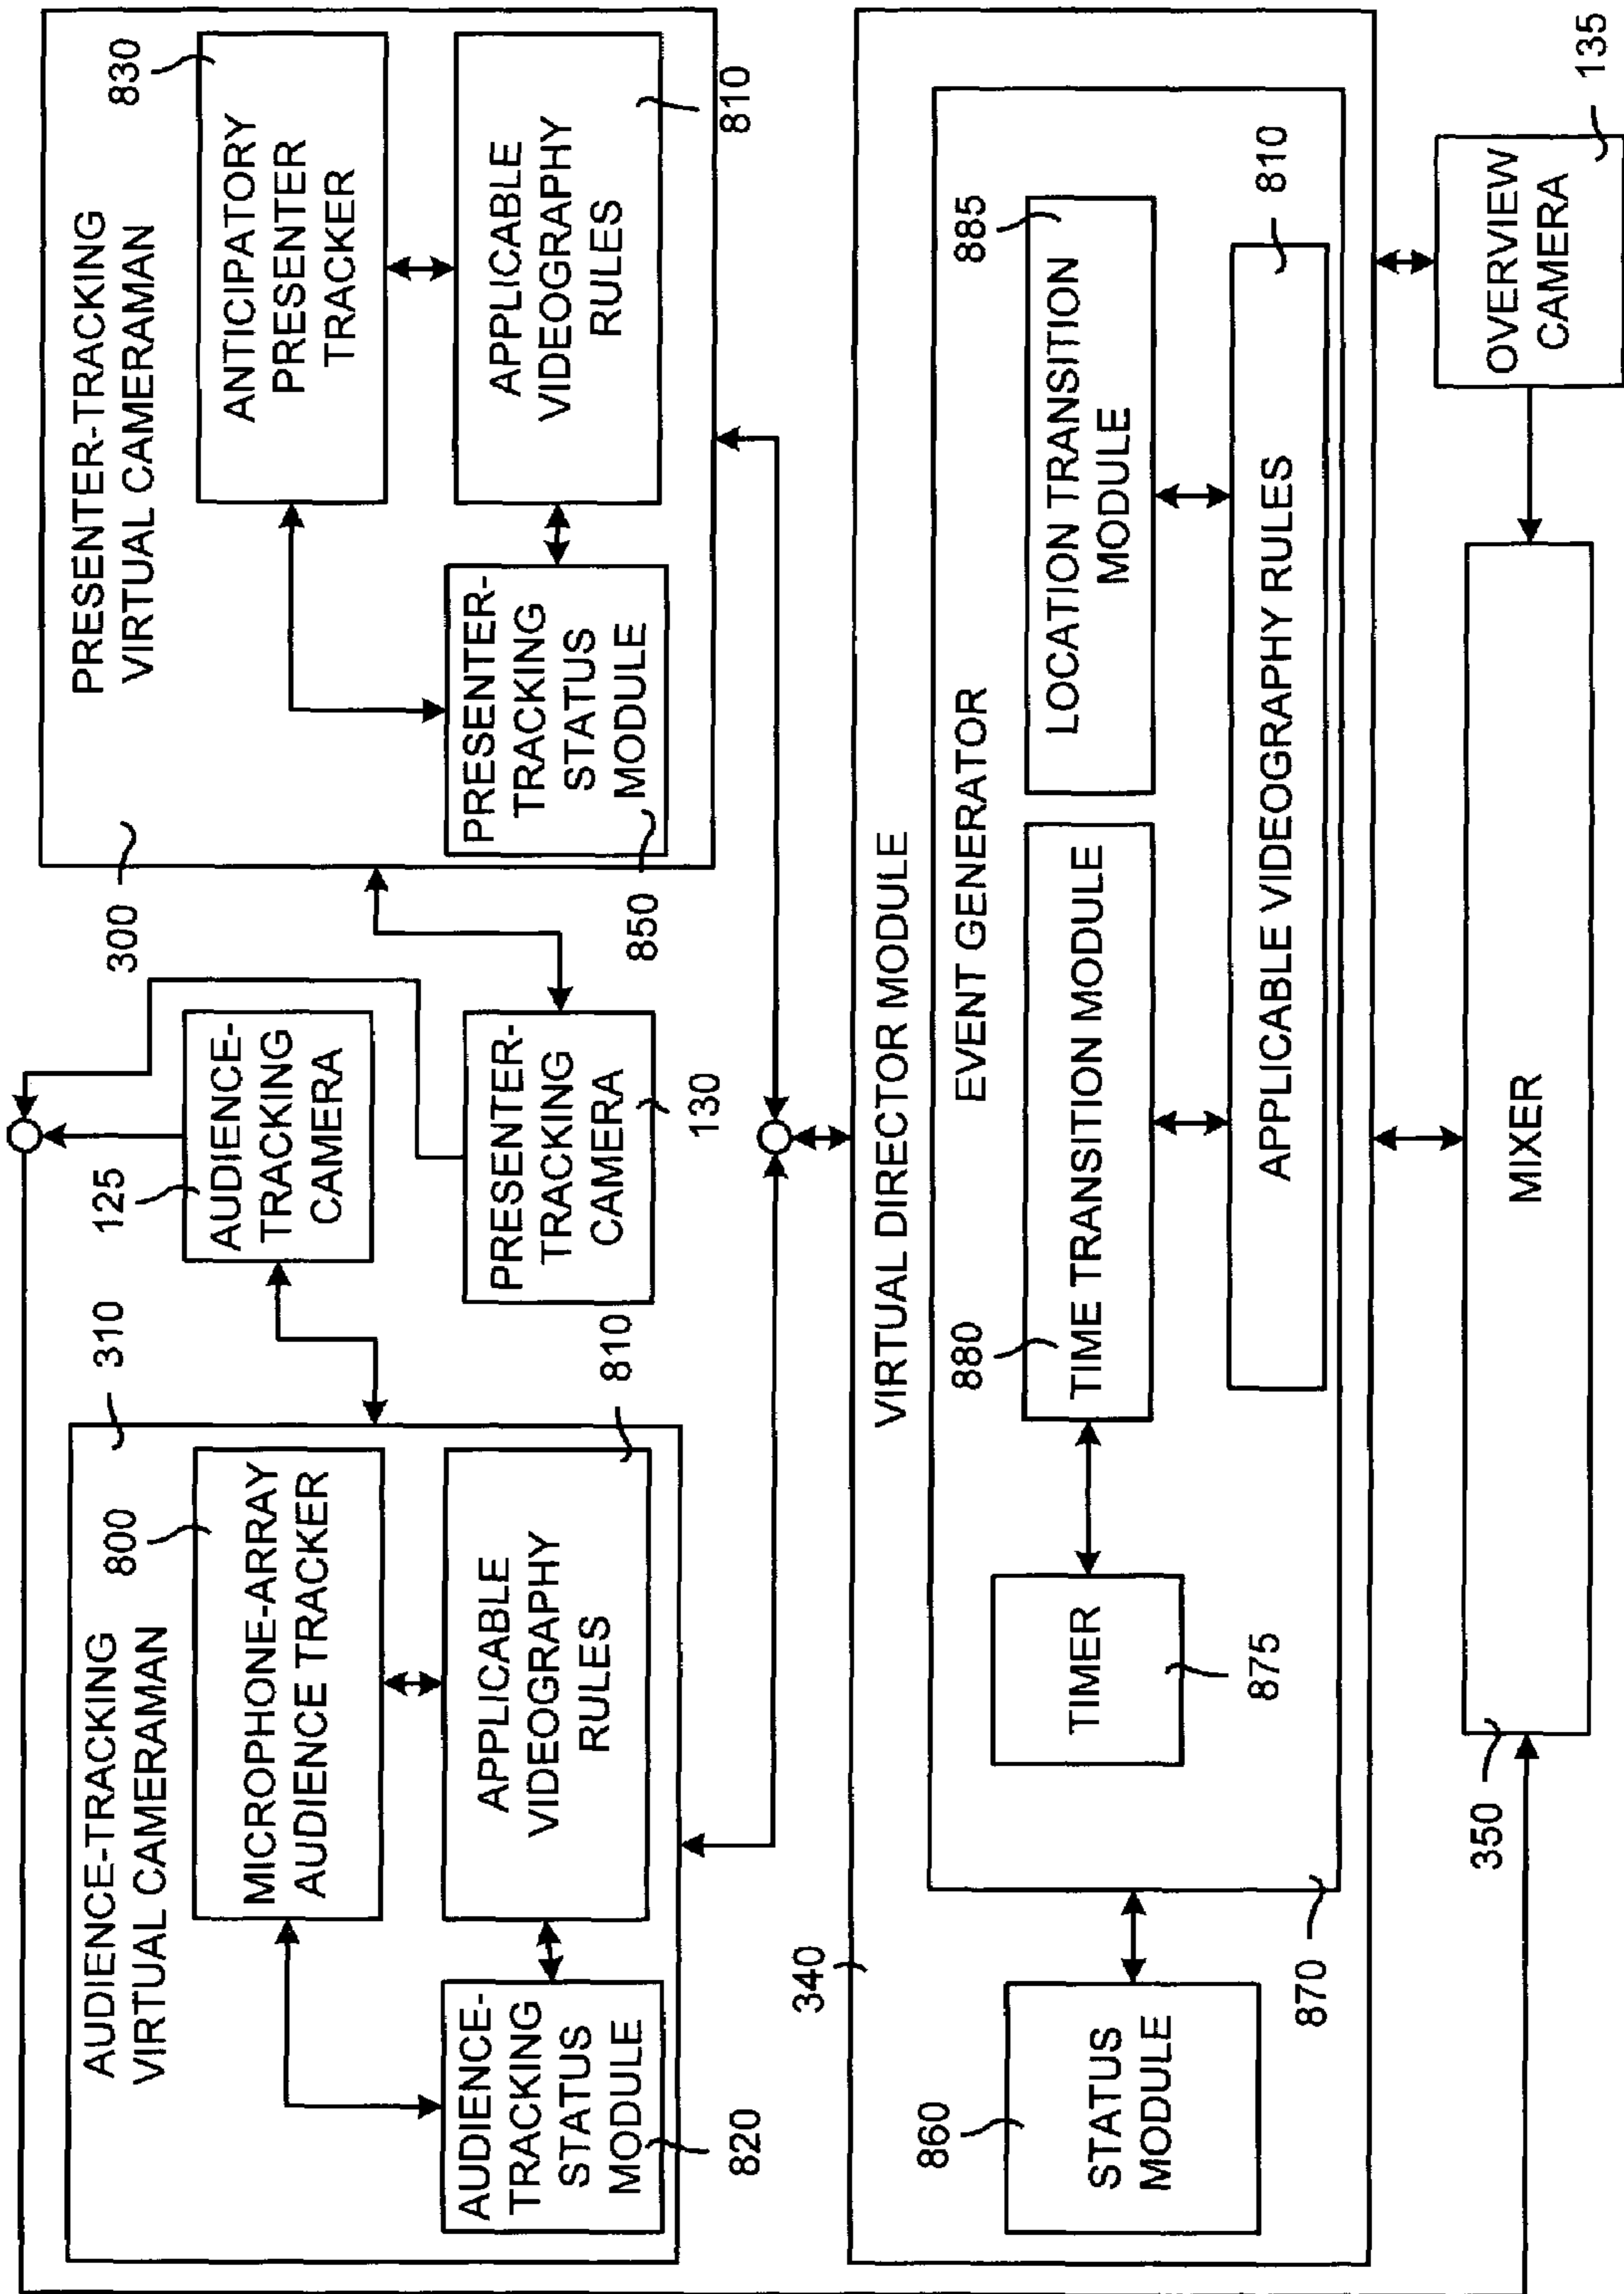 AUDIENCE-TRACKING
VIRTUAL CAMERAMAN
310
800
MICROPHONE-ARRAY
AUDIENCE TRACKER
APPLICABLE
VIDEOGRAPHY
RULES
810
AUDIENCE-
TRACKING
STATUS
MODULE
820
125
AUDIENCE-
TRACKING
CAMERA
PRESENTER-
TRACKING
CAMERA
130
300
PRESENTER-TRACKING
VIRTUAL CAMERAMAN
830
ANTICIPATORY
PRESENTER
TRACKER
APPLICABLE
VIDEOGRAPHY
RULES
810
PRESENTER-
TRACKING
STATUS
MODULE
850
340
VIRTUAL DIRECTOR MODULE
EVENT GENERATOR
860
STATUS
MODULE
870
TIMER
875
880
TIME TRANSITION MODULE
885
LOCATION TRANSITION
MODULE
APPLICABLE VIDEOGRAPHY RULES
810
350
MIXER
OVERVIEW
CAMERA
135